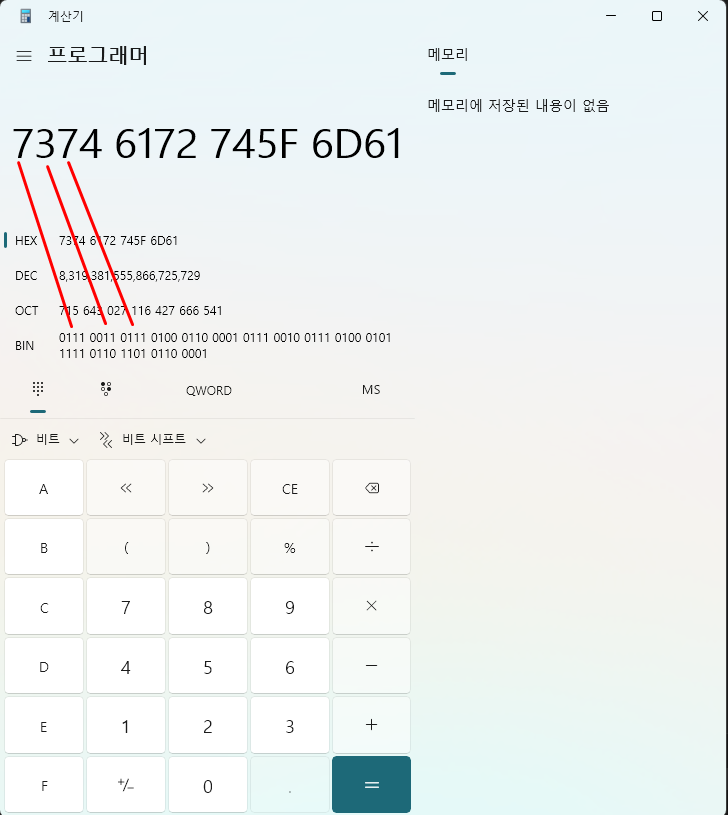 계산기
프로그래머
메모리
메모리에 저장된 내용이 없음
7374 6172 745F 6D61
HEX 7374 6172 745F 6D61
DEC 8,319,381,555,866,725,729
OCT 715 643 027 116 427 666 541
BIN 0111 0011 0111 0100 0110 0001 0111 0010 0111 0100 0101
1111 0110 1101 0110 0001
QWORD MS
비트 비트 시프트
A << >> CE
B ( ) % ÷
C 7 8 9 ×
D 4 5 6 −
E 1 2 3 +
F +/− 0 . =